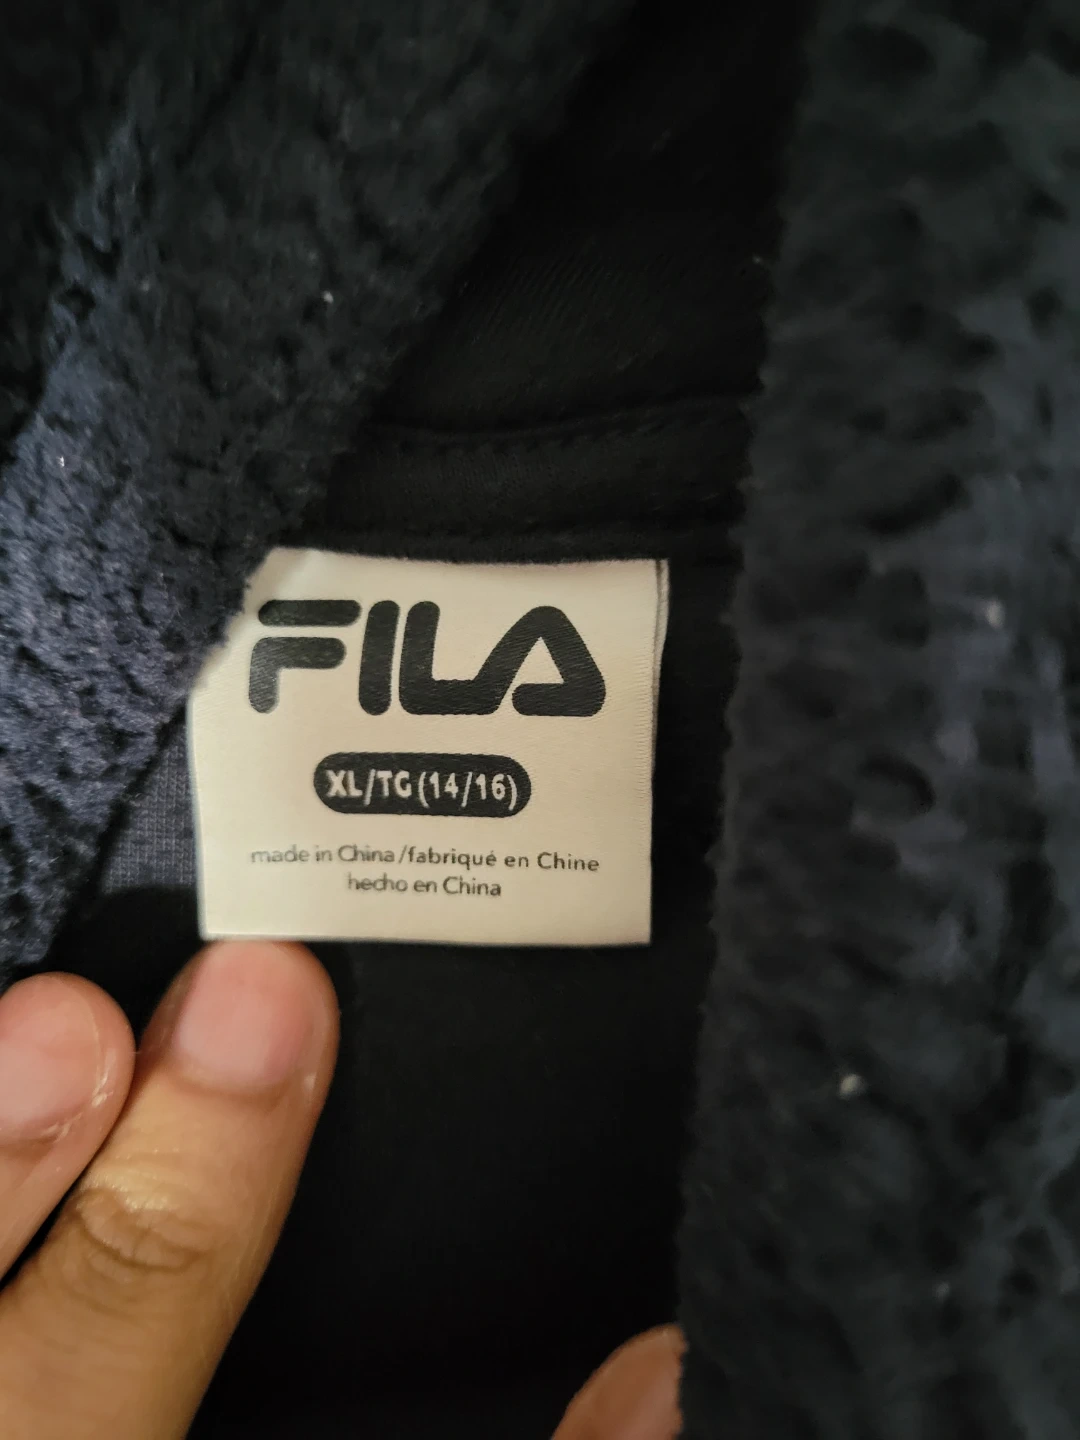 FILA
XL/TG (14/16)
made in China/fabriqué en Chine
hecho en China